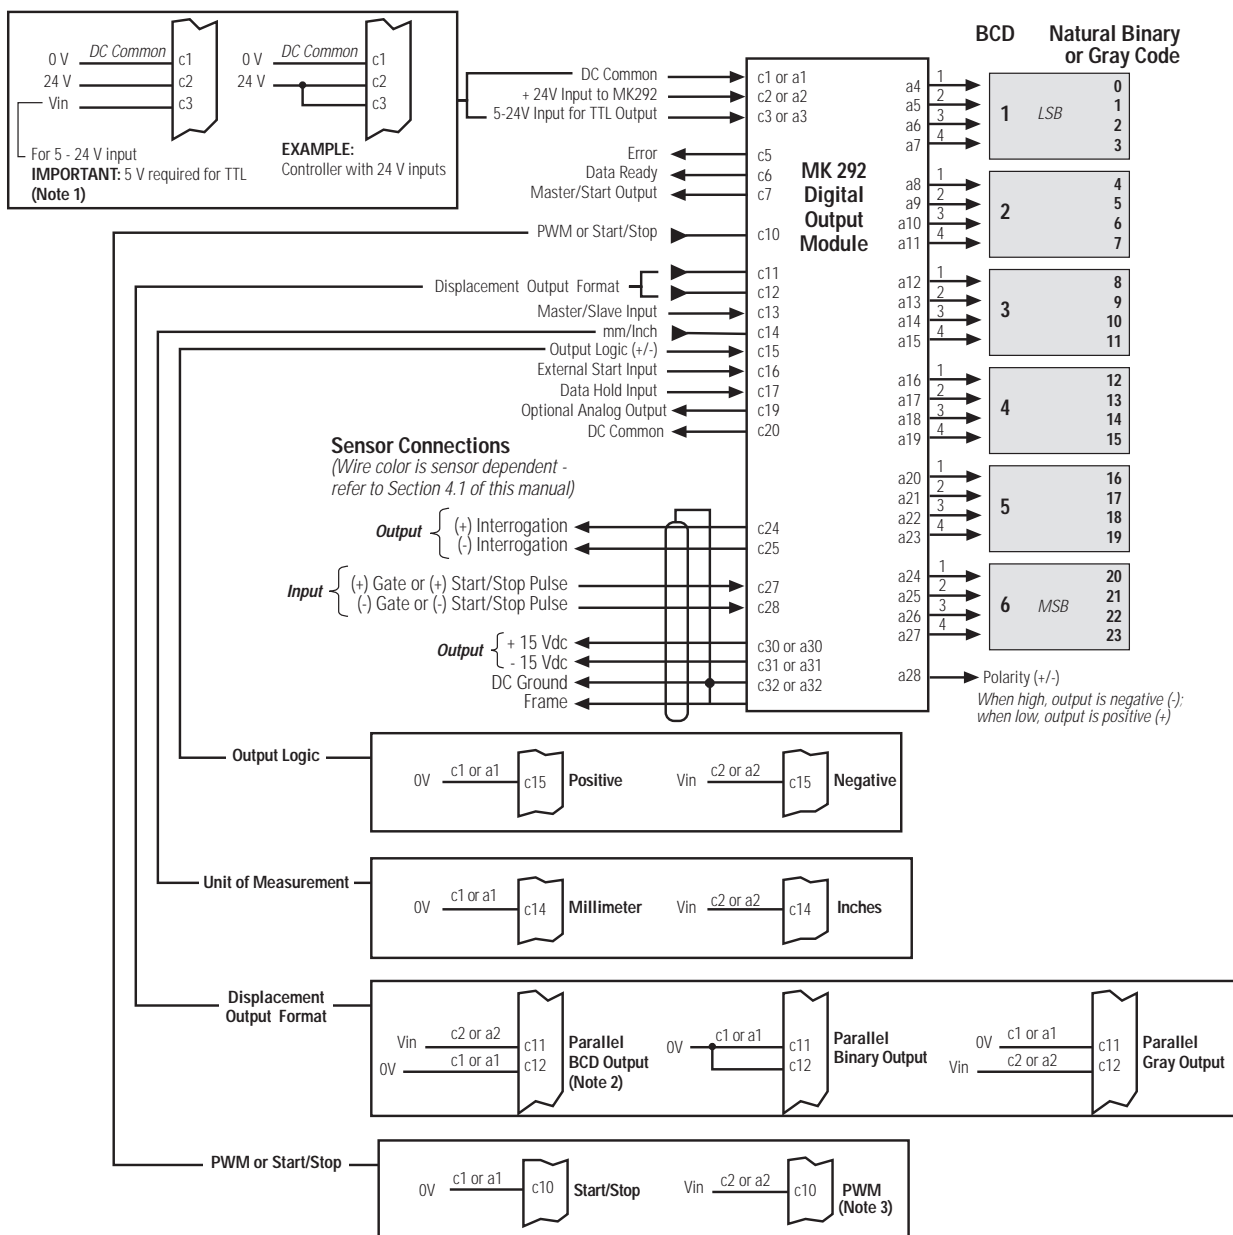 0 V DC Common c1
24 V c2
Vin c3
0 V DC Common c1
24 V c2
c3
For 5 - 24 V input
IMPORTANT: 5 V required for TTL
(Note 1)
EXAMPLE:
Controller with 24 V inputs
BCD
Natural Binary
or Gray Code
MK 292
Digital
Output
Module
DC Common c1 or a1
+ 24V Input to MK292 c2 or a2
5-24V Input for TTL Output c3 or a3
Error c5
Data Ready c6
Master/Start Output c7
PWM or Start/Stop c10
Displacement Output Format c11
c12
Master/Slave Input c13
mm/Inch c14
Output Logic (+/-) c15
External Start Input c16
Data Hold Input c17
Optional Analog Output c19
DC Common c20
Sensor Connections
(Wire color is sensor dependent -
refer to Section 4.1 of this manual)
Output
(+) Interrogation c24
(-) Interrogation c25
Input
(+) Gate or (+) Start/Stop Pulse c27
(-) Gate or (-) Start/Stop Pulse c28
Output
+ 15 Vdc c30 or a30
- 15 Vdc c31 or a31
DC Ground c32 or a32
Frame
a4 1 0
a5 2 1
a6 3 2
a7 4 3
1 LSB
a8 1 4
a9 2 5
a10 3 6
a11 4 7
2
a12 1 8
a13 2 9
a14 3 10
a15 4 11
3
a16 1 12
a17 2 13
a18 3 14
a19 4 15
4
a20 1 16
a21 2 17
a22 3 18
a23 4 19
5
a24 1 20
a25 2 21
a26 3 22
a27 4 23
6 MSB
a28 Polarity (+/-)
When high, output is negative (-);
when low, output is positive (+)
Output Logic
0V c1 or a1 c15 Positive
Vin c2 or a2 c15 Negative
Unit of Measurement
0V c1 or a1 c14 Millimeter
Vin c2 or a2 c14 Inches
Displacement
Output Format
Vin c2 or a2 c11
0V c1 or a1 c12
Parallel
BCD Output
(Note 2)
0V c1 or a1 c11
c12
Parallel
Binary Output
0V c1 or a1 c11
Vin c2 or a2 c12
Parallel
Gray Output
PWM or Start/Stop
0V c1 or a1 c10 Start/Stop
Vin c2 or a2 c10 PWM
(Note 3)